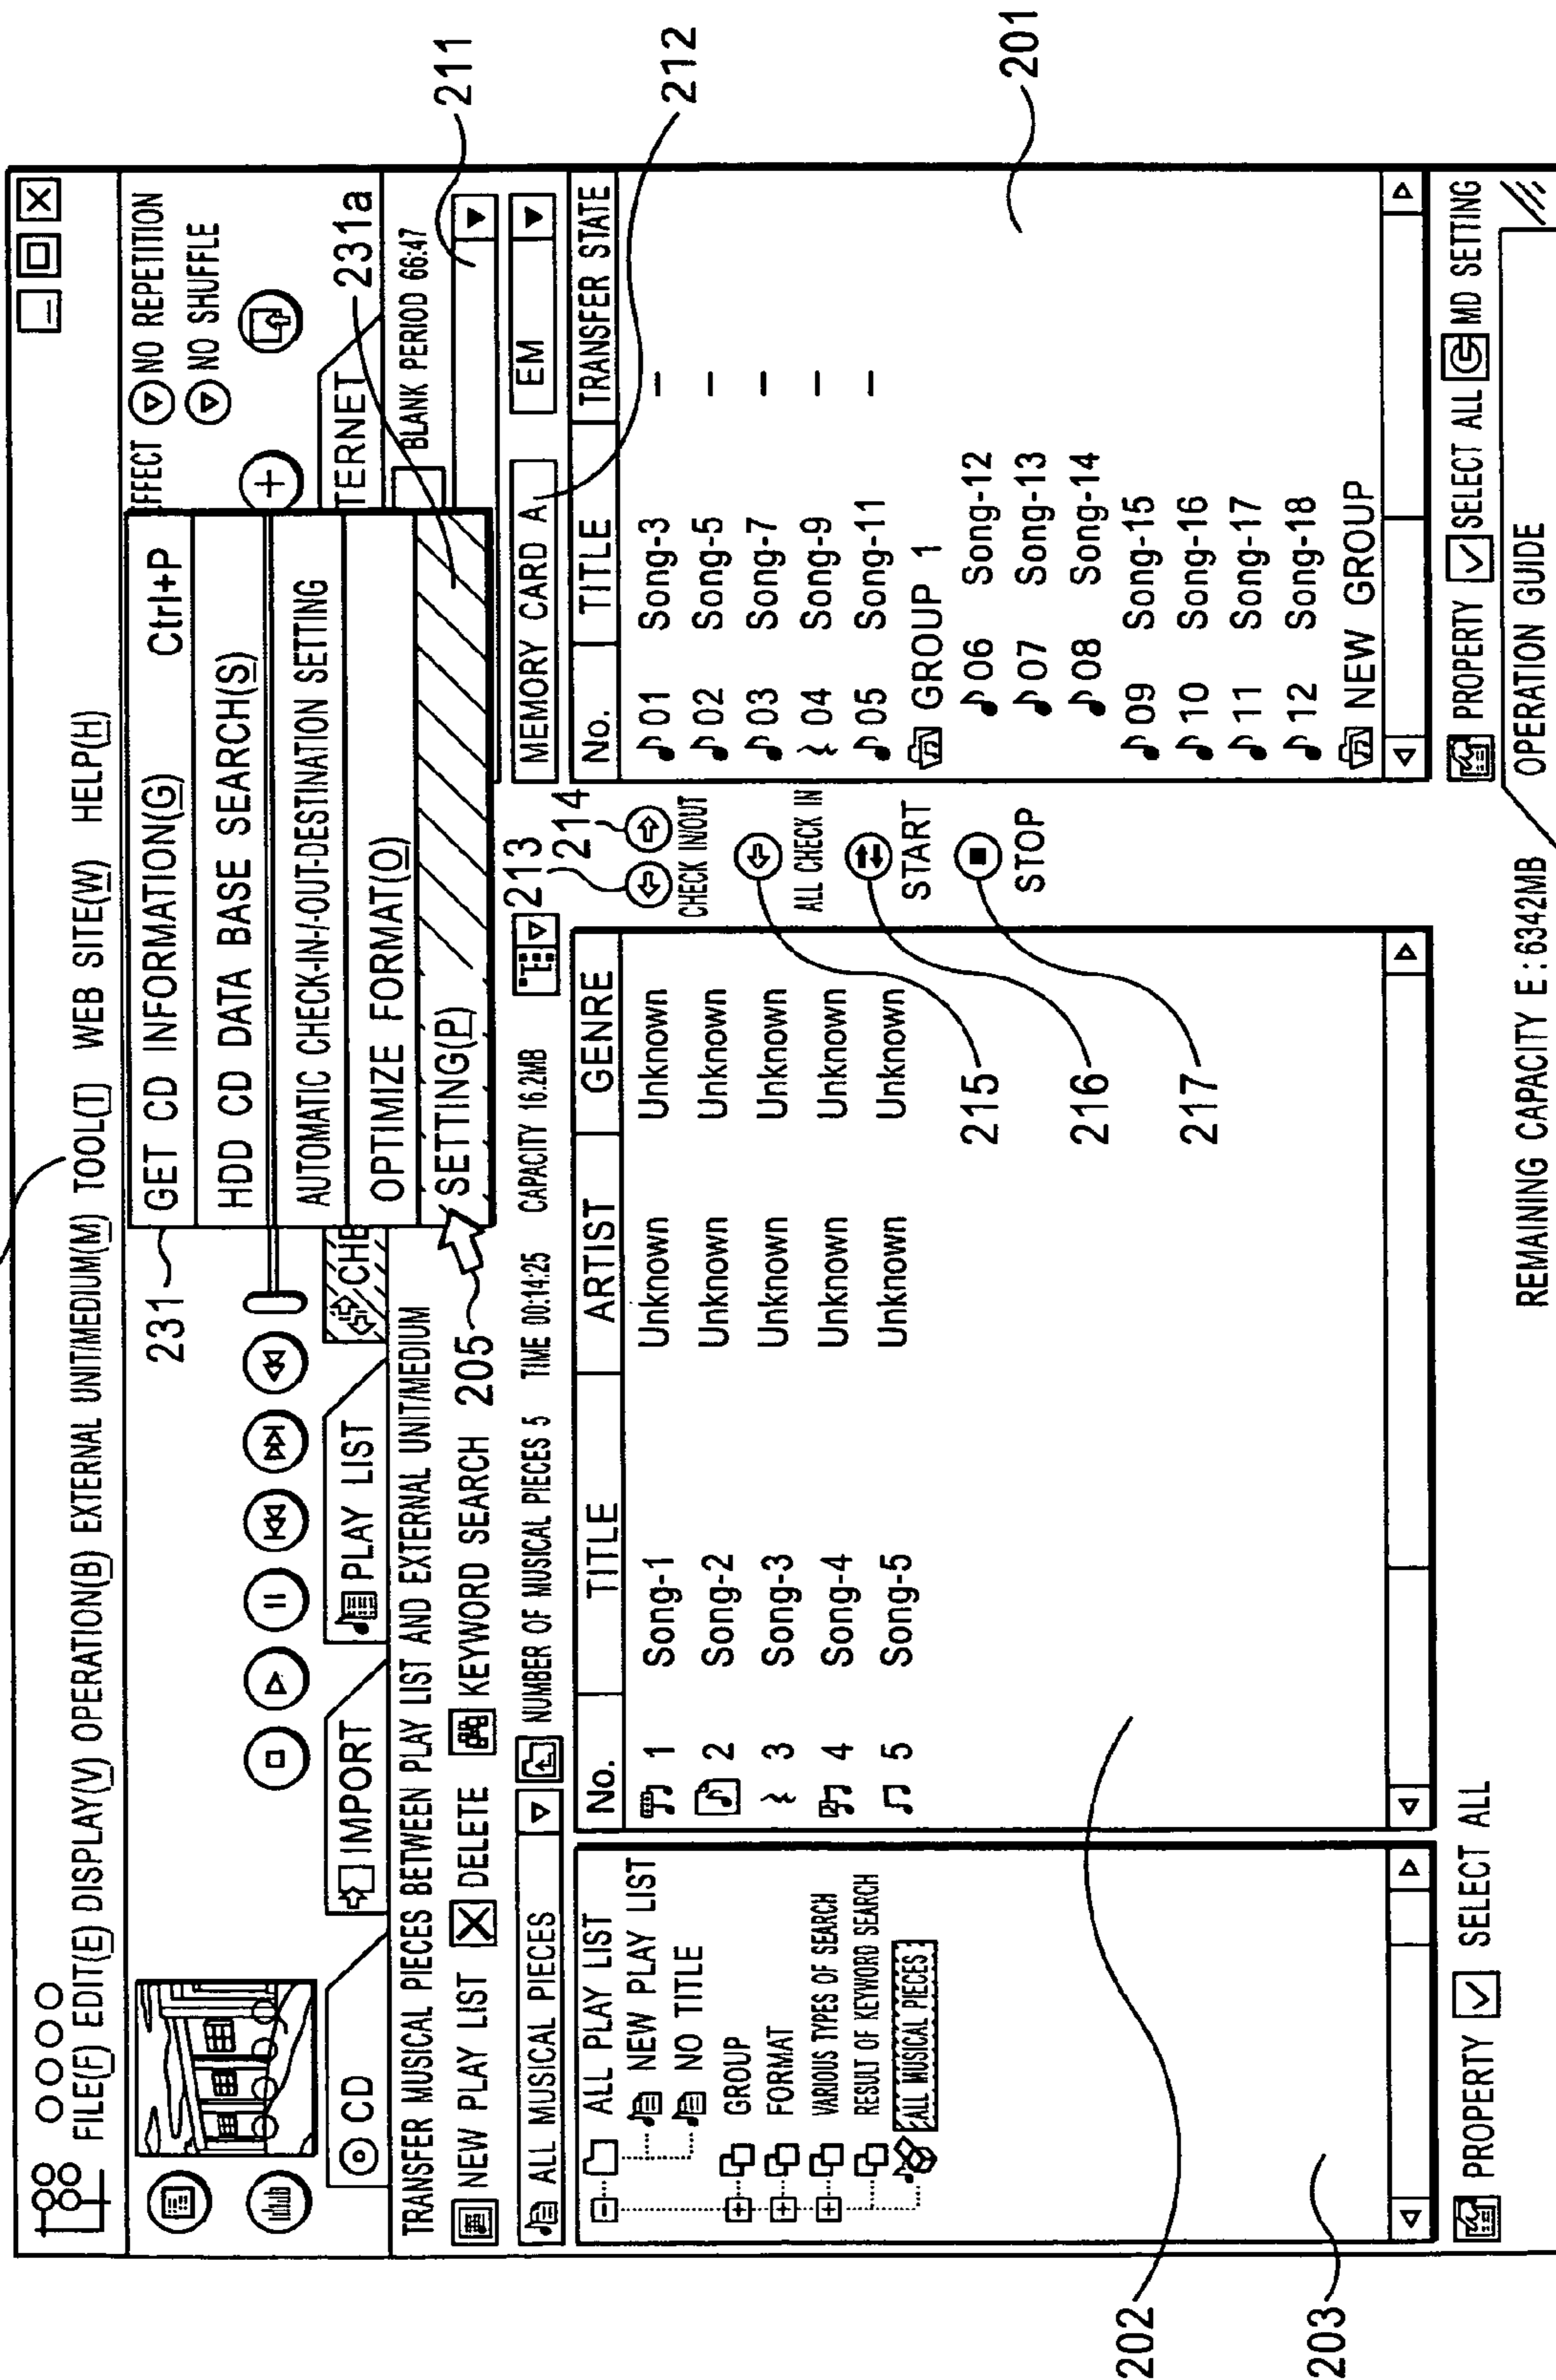 OOOO
FILE(F) EDIT(E) DISPLAY(V) OPERATION(B) EXTERNAL UNIT/MEDIUM(M) TOOL(T) WEB SITE(W) HELP(H)
231
GET CD INFORMATION(G) Ctrl+P
HDD CD DATA BASE SEARCH(S)
AUTOMATIC CHECK-IN-/-OUT-DESTINATION SETTING
OPTIMIZE FORMAT(O)
SETTING(P)
EFFECT NO REPETITION
NO SHUFFLE
CD
IMPORT
PLAY LIST
CHE
TERNET
231a
211
212
TRANSFER MUSICAL PIECES BETWEEN PLAY LIST AND EXTERNAL UNIT/MEDIUM
BLANK PERIOD 66:47
NEW PLAY LIST DELETE KEYWORD SEARCH 205
ALL MUSICAL PIECES NUMBER OF MUSICAL PIECES 5 TIME 00:14:25 CAPACITY 16.2MB
213
214
MEMORY CARD A EM
ALL PLAY LIST
NEW PLAY LIST
NO TITLE
GROUP
FORMAT
VARIOUS TYPES OF SEARCH
RESULT OF KEYWORD SEARCH
ALL MUSICAL PIECES
No. TITLE ARTIST GENRE
1 Song-1 Unknown Unknown
2 Song-2 Unknown Unknown
3 Song-3 Unknown Unknown
4 Song-4 Unknown Unknown
5 Song-5 Unknown Unknown
CHECK IN/OUT
ALL CHECK IN
START
STOP
215
216
217
No. TITLE TRANSFER STATE
01 Song-3 –
02 Song-5 –
03 Song-7 –
04 Song-9 –
05 Song-11 –
GROUP 1
06 Song-12
07 Song-13
08 Song-14
09 Song-15
10 Song-16
11 Song-17
12 Song-18
NEW GROUP
201
202
203
PROPERTY SELECT ALL
PROPERTY SELECT ALL MD SETTING
REMAINING CAPACITY E:6342MB
OPERATION GUIDE